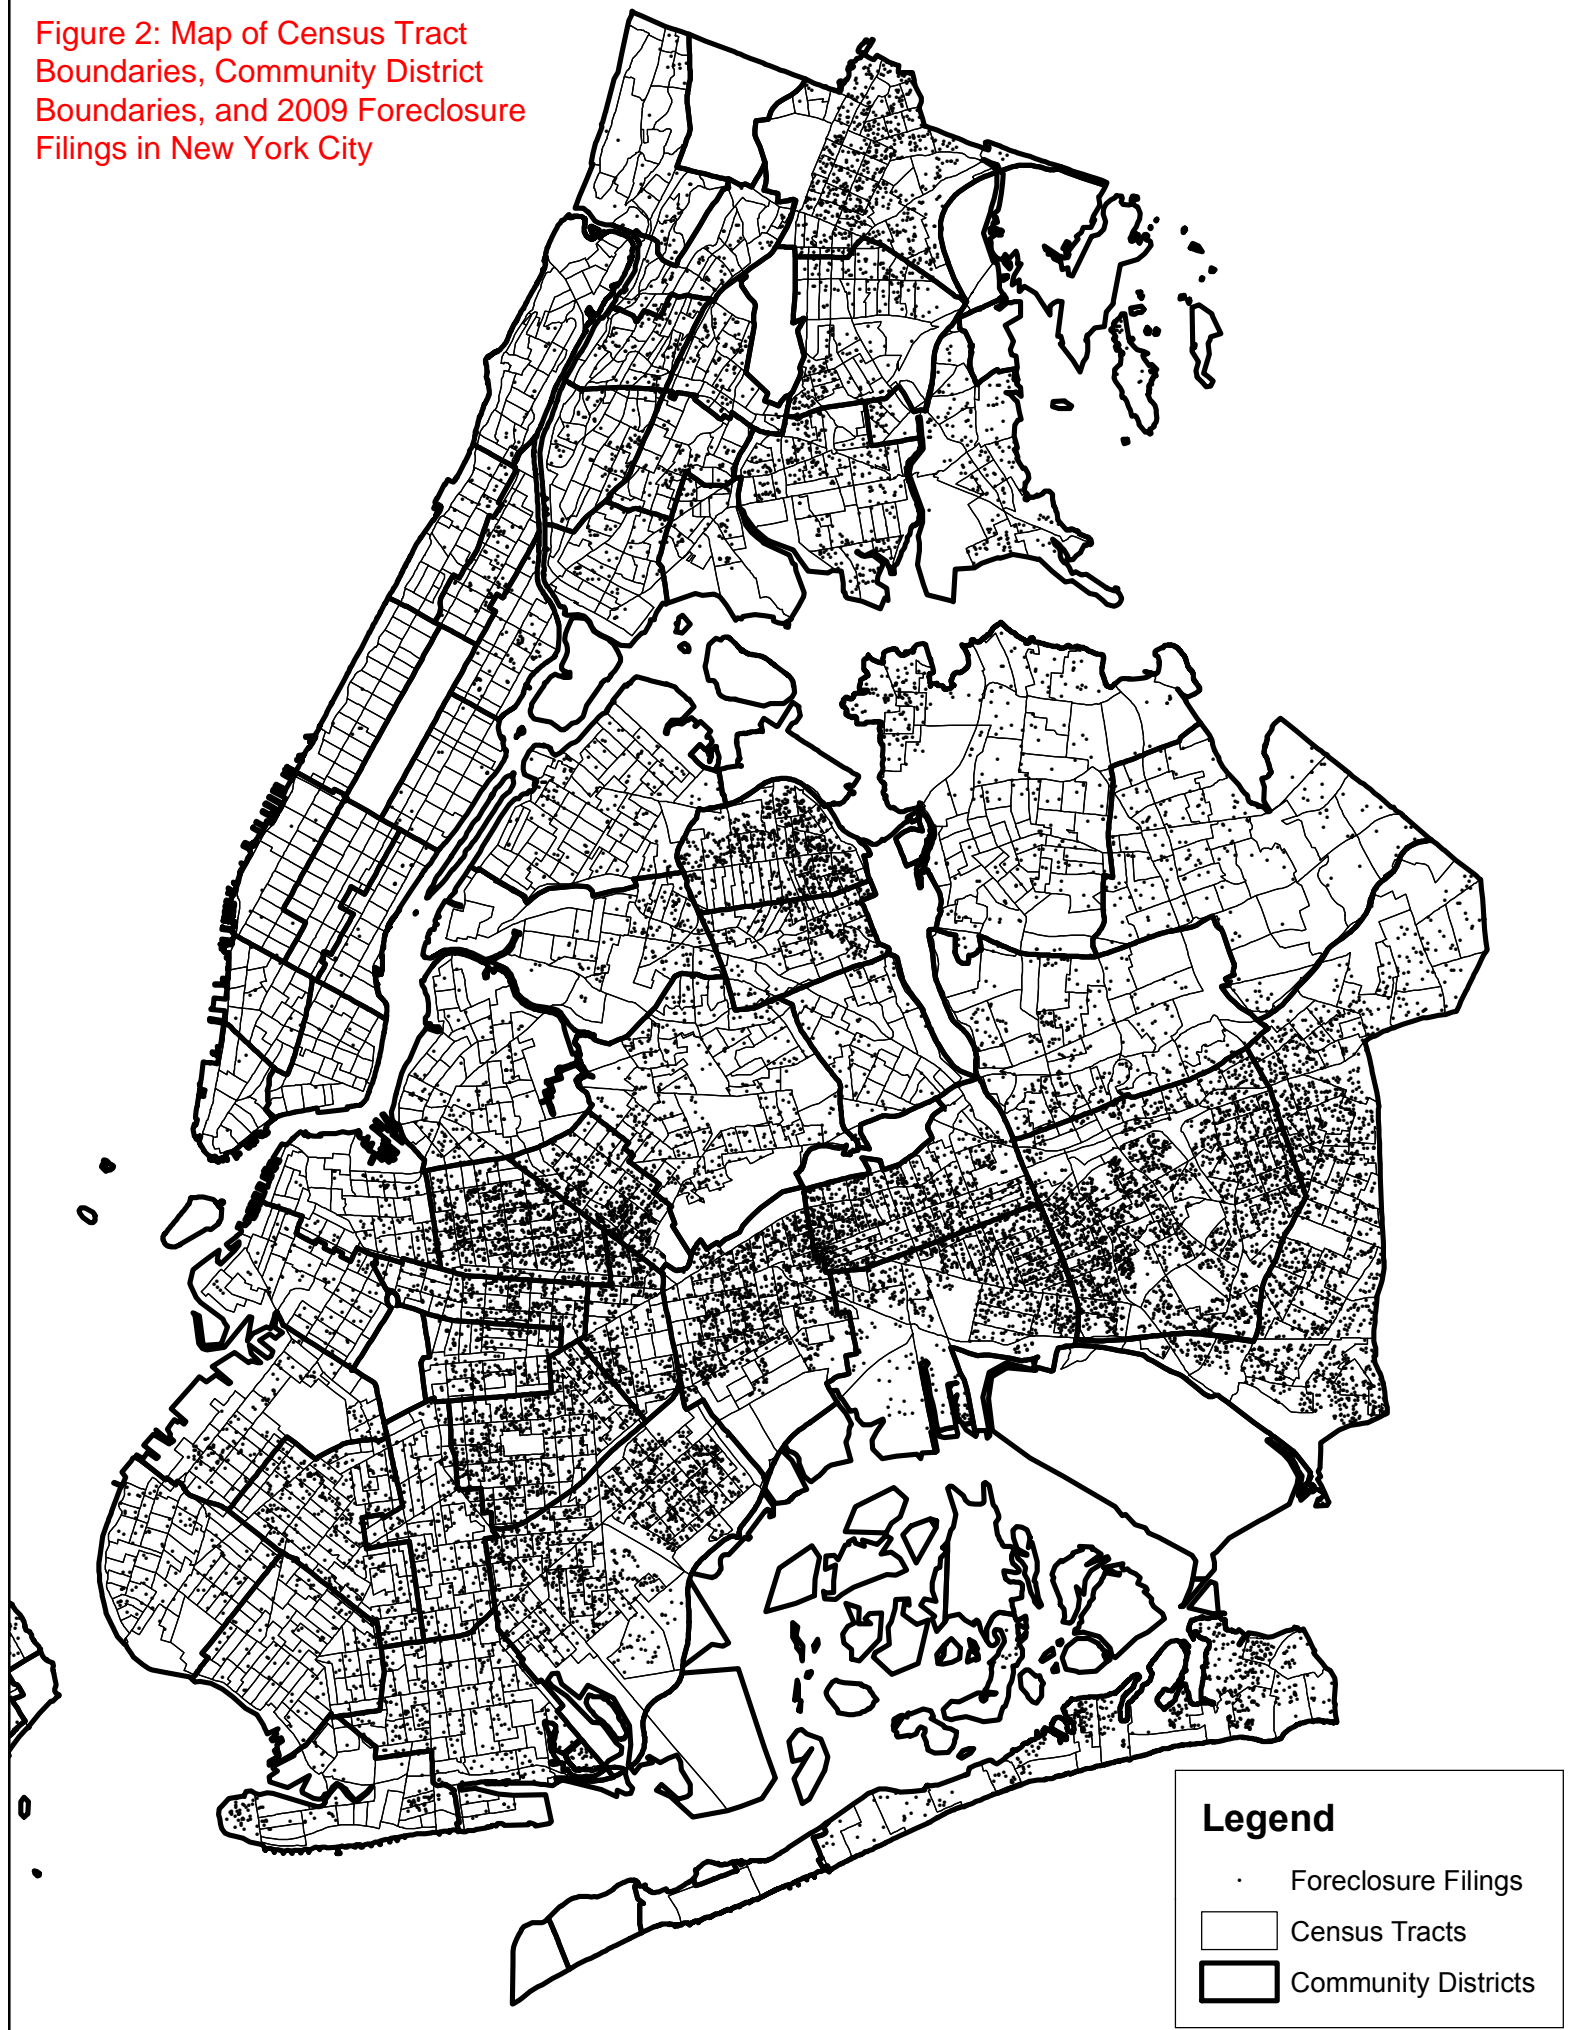 Figure 2: Map of Census Tract
Boundaries, Community District
Boundaries, and 2009 Foreclosure
Filings in New York City
Legend
Foreclosure Filings
Census Tracts
Community Districts